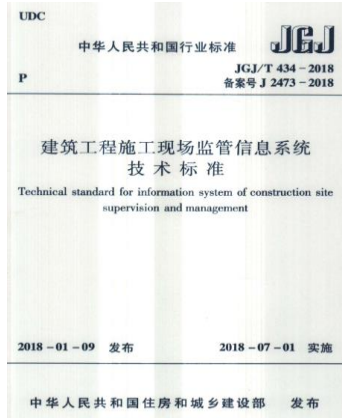 UDC
中华人民共和国行业标准 JGJ
JGJ/T 434-2018
P 备案号 J 2473-2018
建筑工程施工现场监管信息系统
技术标准
Technical standard for information system of construction site
supervision and management
2018-01-09 发布 2018-07-01 实施
中华人民共和国住房和城乡建设部 发布